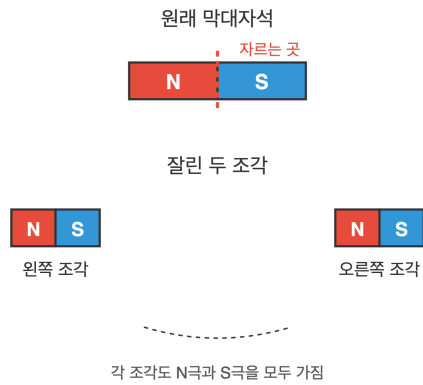 원래 막대자석
자르는 곳
N S
잘린 두 조각
N S N S
왼쪽 조각 오른쪽 조각
각 조각도 N극과 S극을 모두 가짐